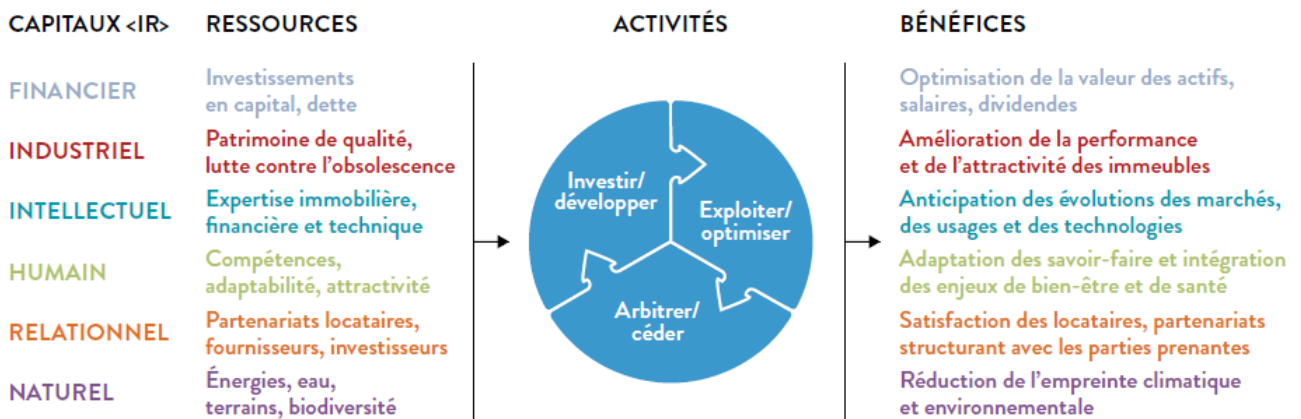 CAPITAUX <IR>
RESSOURCES
ACTIVITÉS
BÉNÉFICES
FINANCIER
Investissements
en capital, dette
Optimisation de la valeur des actifs,
salaires, dividendes
INDUSTRIEL
Patrimoine de qualité,
lutte contre l'obsolescence
Amélioration de la performance
et de l'attractivité des immeubles
INTELLECTUEL
Expertise immobilière,
financière et technique
Anticipation des évolutions des marchés,
des usages et des technologies
HUMAIN
Compétences,
adaptabilité, attractivité
Adaptation des savoir-faire et intégration
des enjeux de bien-être et de santé
RELATIONNEL
Partenariats locataires,
fournisseurs, investisseurs
Satisfaction des locataires, partenariats
structurant avec les parties prenantes
NATUREL
Énergies, eau,
terrains, biodiversité
Réduction de l'empreinte climatique
et environnementale
Investir/
développer
Exploiter/
optimiser
Arbitrer/
céder